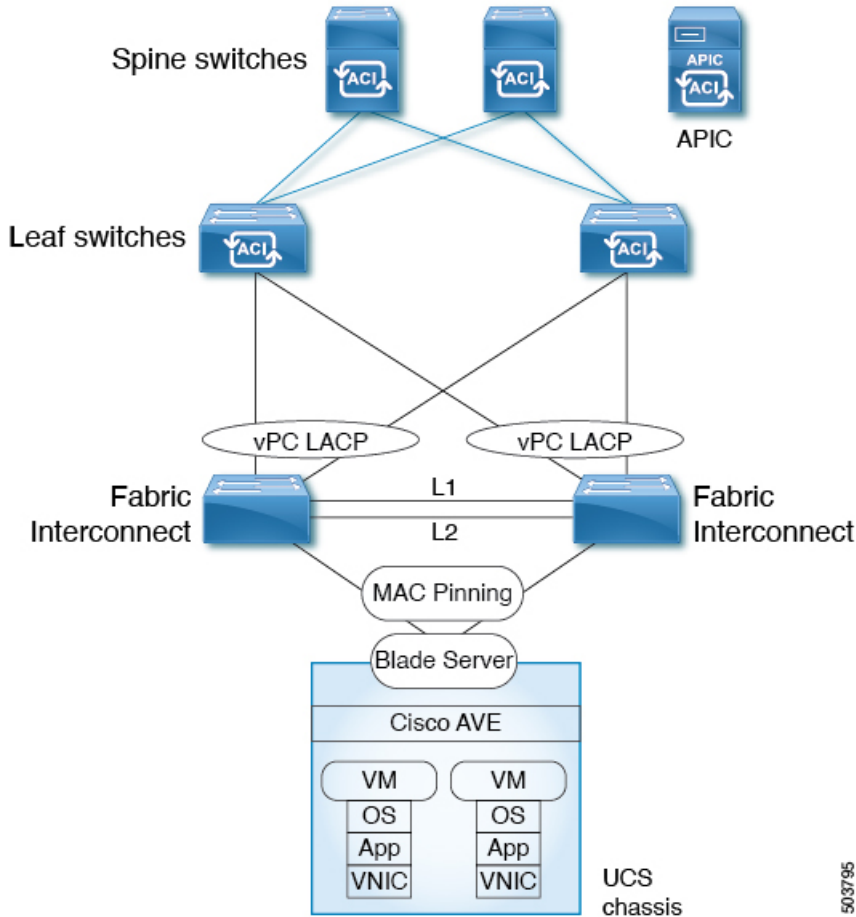 Spine switches
ACI
ACI
APIC
ACI
APIC
Leaf switches
ACI
ACI
vPC LACP
vPC LACP
Fabric
Interconnect
L1
L2
Fabric
Interconnect
MAC Pinning
Blade Server
Cisco AVE
VM
VM
OS
OS
App
App
VNIC
VNIC
UCS
chassis
503795